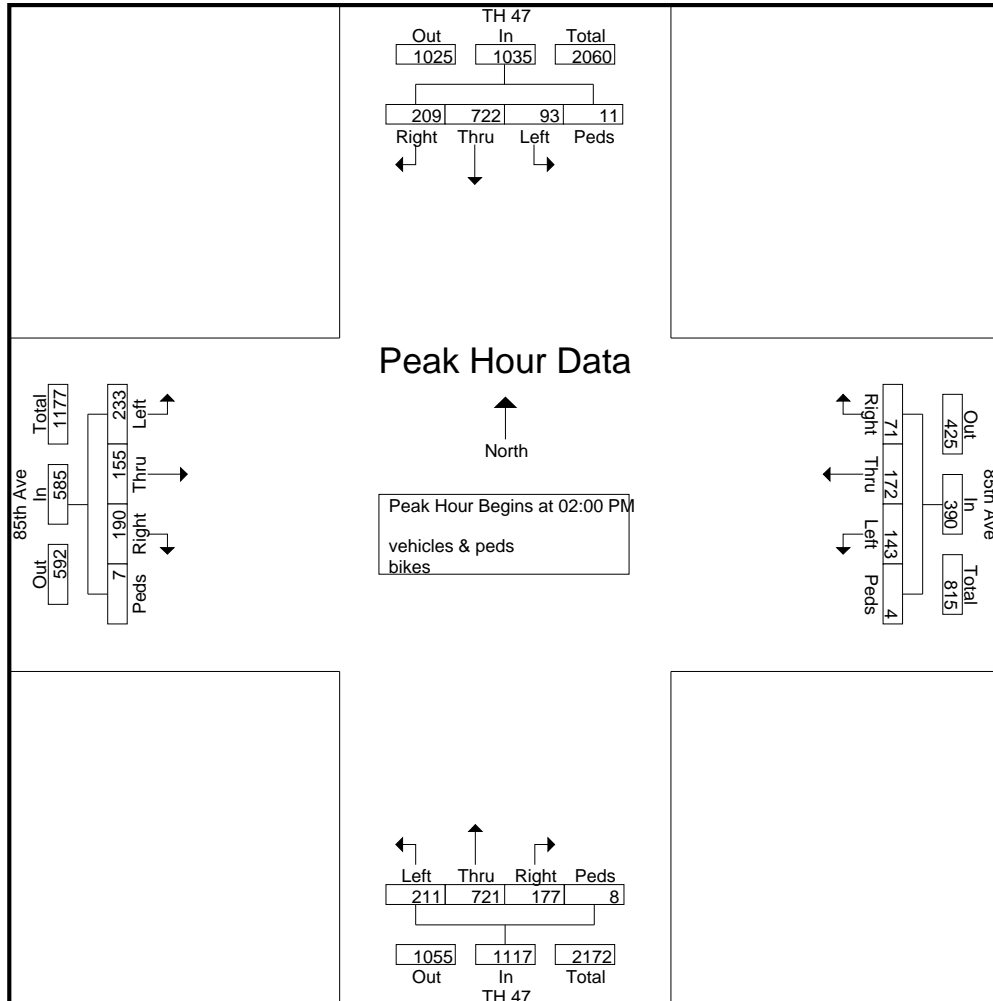 TH 47
Out In Total
1025 1035 2060
209 722 93 11
Right Thru Left Peds
Peak Hour Data
North
Peak Hour Begins at 02:00 PM
vehicles & peds
bikes
85th Ave
Total In Out
1177 585 592
233 155 190 7
Left Thru Right Peds
85th Ave
Out In Total
425 390 815
71 172 143 4
Right Thru Left Peds
Left Thru Right Peds
211 721 177 8
1055 1117 2172
Out In Total
TH 47